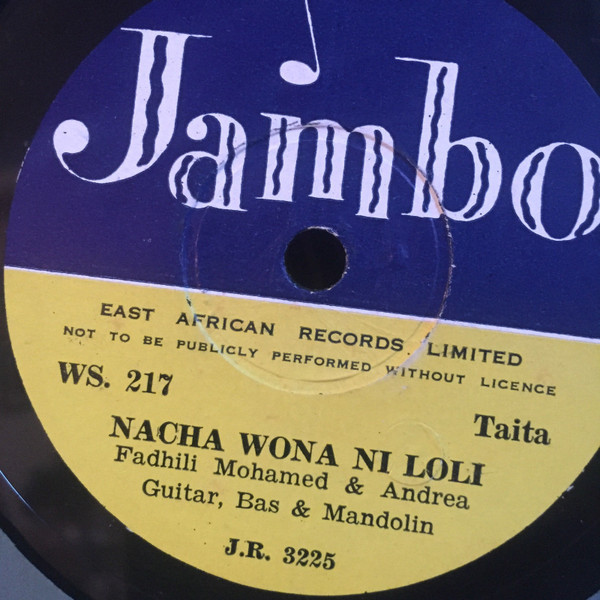 Jambo
EAST AFRICAN RECORDS LIMITED
NOT TO BE PUBLICLY PERFORMED WITHOUT LICENCE
WS. 217
Taita
NACHA WONA NI LOLI
Fadhili Mohamed & Andrea
Guitar, Bas & Mandolin
J.R. 3225